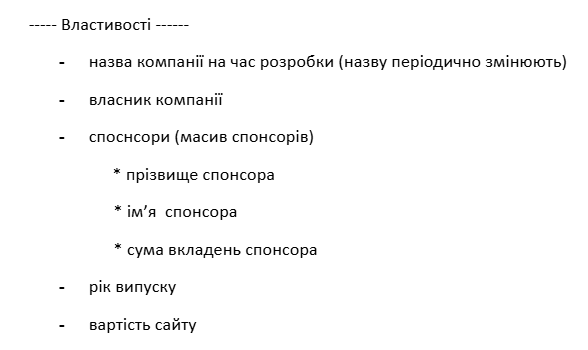 ----- Властивості ------
- назва компанії на час розробки (назву періодично змінюють)
- власник компанії
- споснсори (масив спонсорів)
* прізвище спонсора
* ім’я  спонсора
* сума вкладень спонсора
- рік випуску
- вартість сайту